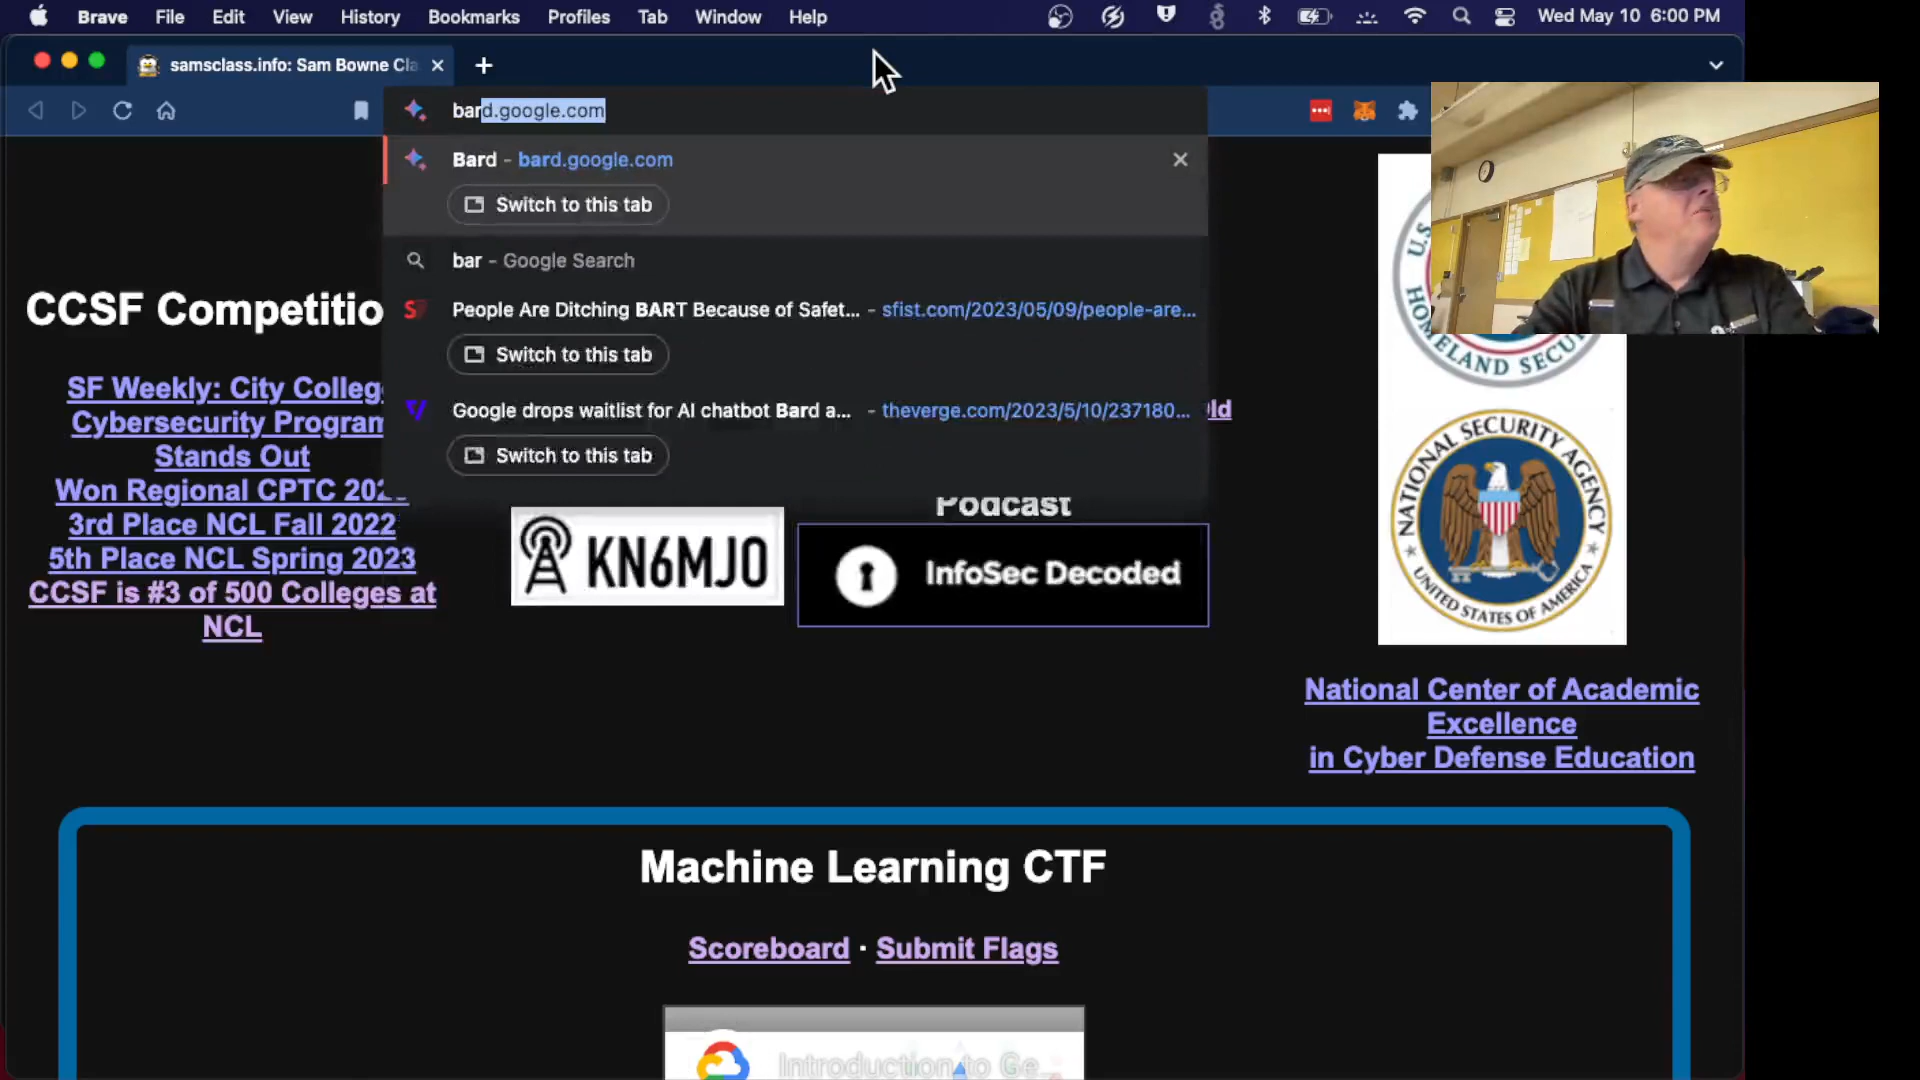 Brave File Edit View History Bookmarks Profiles Tab Window Help Wed May 10 6:00 PM
samsclass.info: Sam Bowne Cla
bard.google.com
Bard - bard.google.com
Switch to this tab
bar - Google Search
People Are Ditching BART Because of Safet... - sfist.com/2023/05/09/people-are...
Switch to this tab
Google drops waitlist for AI chatbot Bard a... - theverge.com/2023/5/10/237180...
Switch to this tab
CCSF Competitio
SF Weekly: City Colleg
Cybersecurity Program
Stands Out
Won Regional CPTC 202
3rd Place NCL Fall 2022
5th Place NCL Spring 2023
CCSF is #3 of 500 Colleges at
NCL
ld
Podcast
KN6MJO
InfoSec Decoded
U.S.
HOMELAND SECU
NATIONAL SECURITY AGENCY
UNITED STATES OF AMERICA
National Center of Academic
Excellence
in Cyber Defense Education
Machine Learning CTF
Scoreboard · Submit Flags
Introduction to Ge...